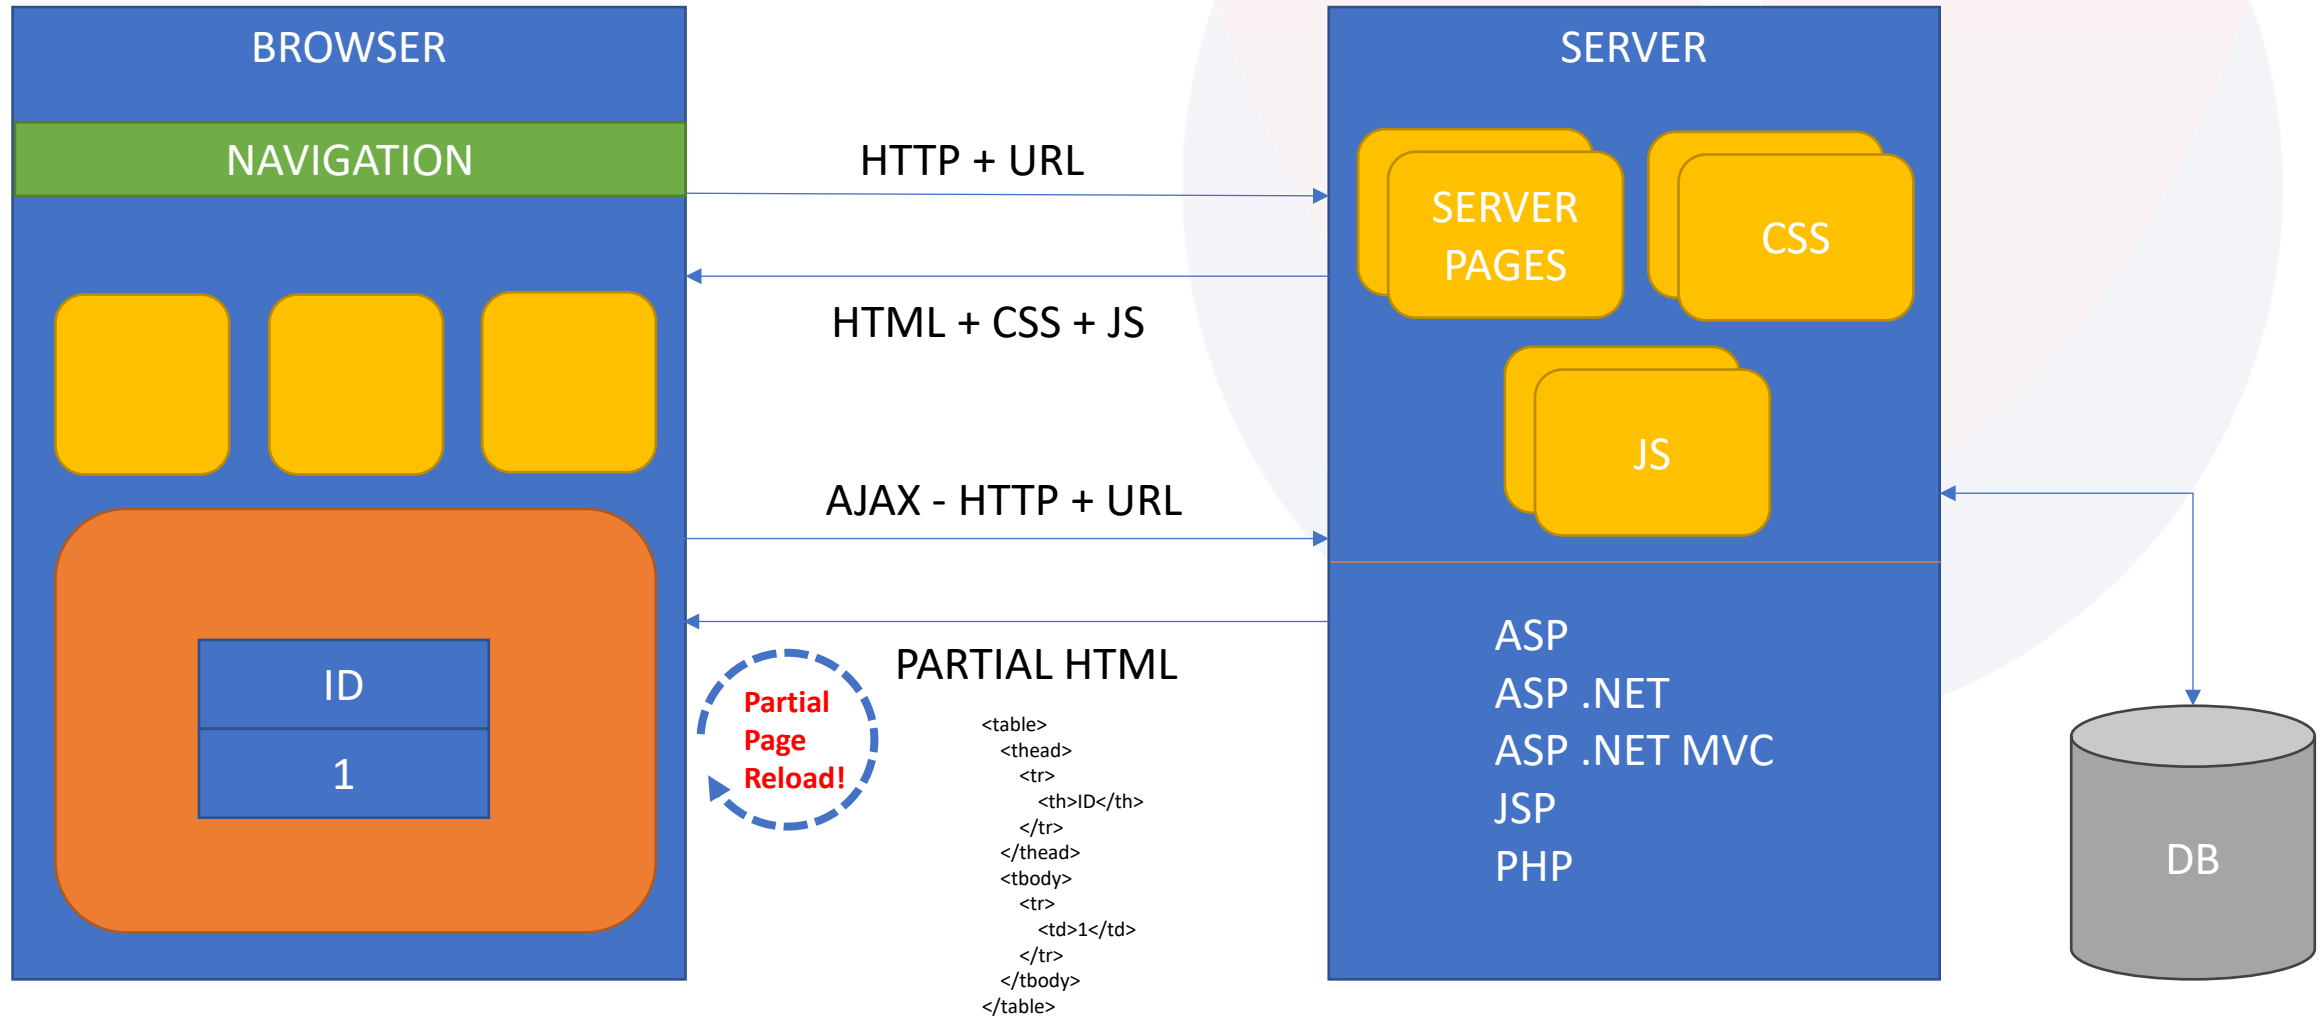 BROWSER
NAVIGATION
ID
1
HTTP + URL
HTML + CSS + JS
AJAX - HTTP + URL
PARTIAL HTML
Partial
Page
Reload!
<table>
<thead>
<tr>
<th>ID</th>
</tr>
</thead>
<tbody>
<tr>
<td>1</td>
</tr>
</tbody>
</table>
SERVER
SERVER
PAGES
CSS
JS
ASP
ASP .NET
ASP .NET MVC
JSP
PHP
DB